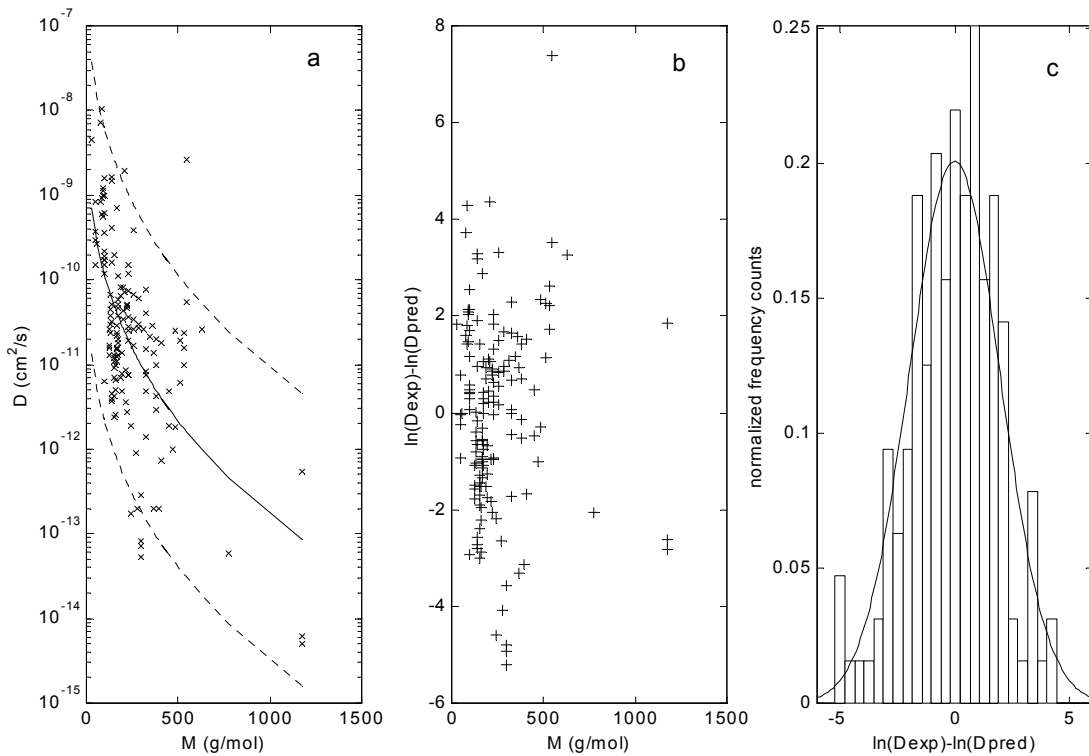 a
10⁻⁷
10⁻⁸
10⁻⁹
10⁻¹⁰
10⁻¹¹
10⁻¹²
10⁻¹³
10⁻¹⁴
10⁻¹⁵
D (cm²/s)
0 500 1000 1500
M (g/mol)
b
8
6
4
2
0
-2
-4
-6
ln(Dexp)-ln(Dpred)
0 500 1000 1500
M (g/mol)
c
0.25
0.2
0.15
0.1
0.05
0
normalized frequency counts
-5 0 5
ln(Dexp)-ln(Dpred)